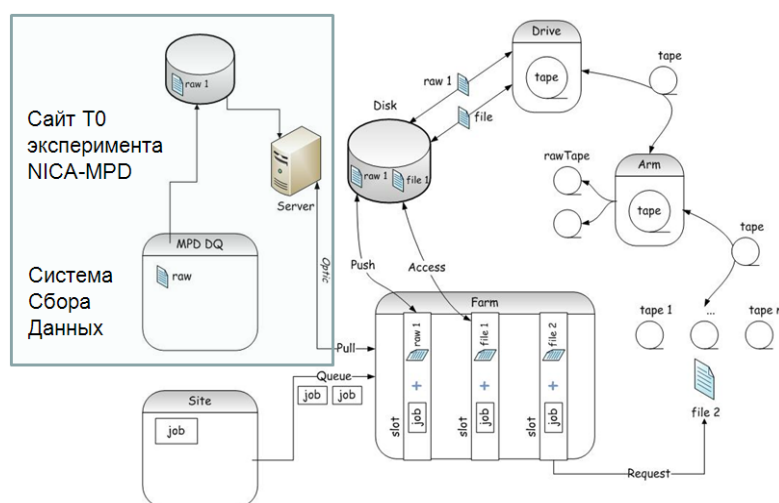 raw 1
Сайт T0
эксперимента
NICA-MPD
Server
MPD DQ
raw
Система
Сбора
Данных
Optic
Drive
tape
raw 1
file
Disk
raw 1
file 1
tape
rawTape
Arm
tape
tape
Push
Access
Farm
raw 1
file 1
file 2
+
+
+
job
job
job
slot
slot
slot
Pull
Queue
job
job
Site
job
tape 1
...
tape n
file 2
Request